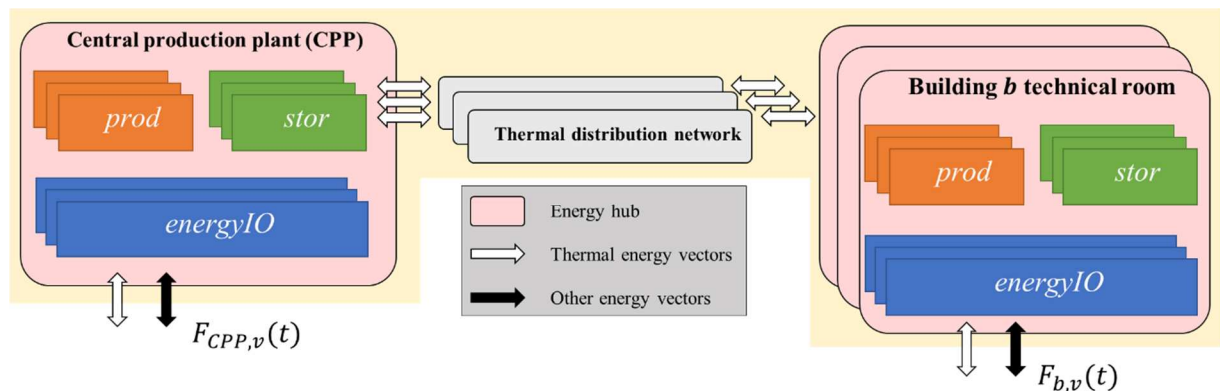 Central production plant (CPP)
prod
stor
energyIO
F_{CPP,v}(t)
Thermal distribution network
Energy hub
Thermal energy vectors
Other energy vectors
Building b technical room
prod
stor
energyIO
F_{b,v}(t)